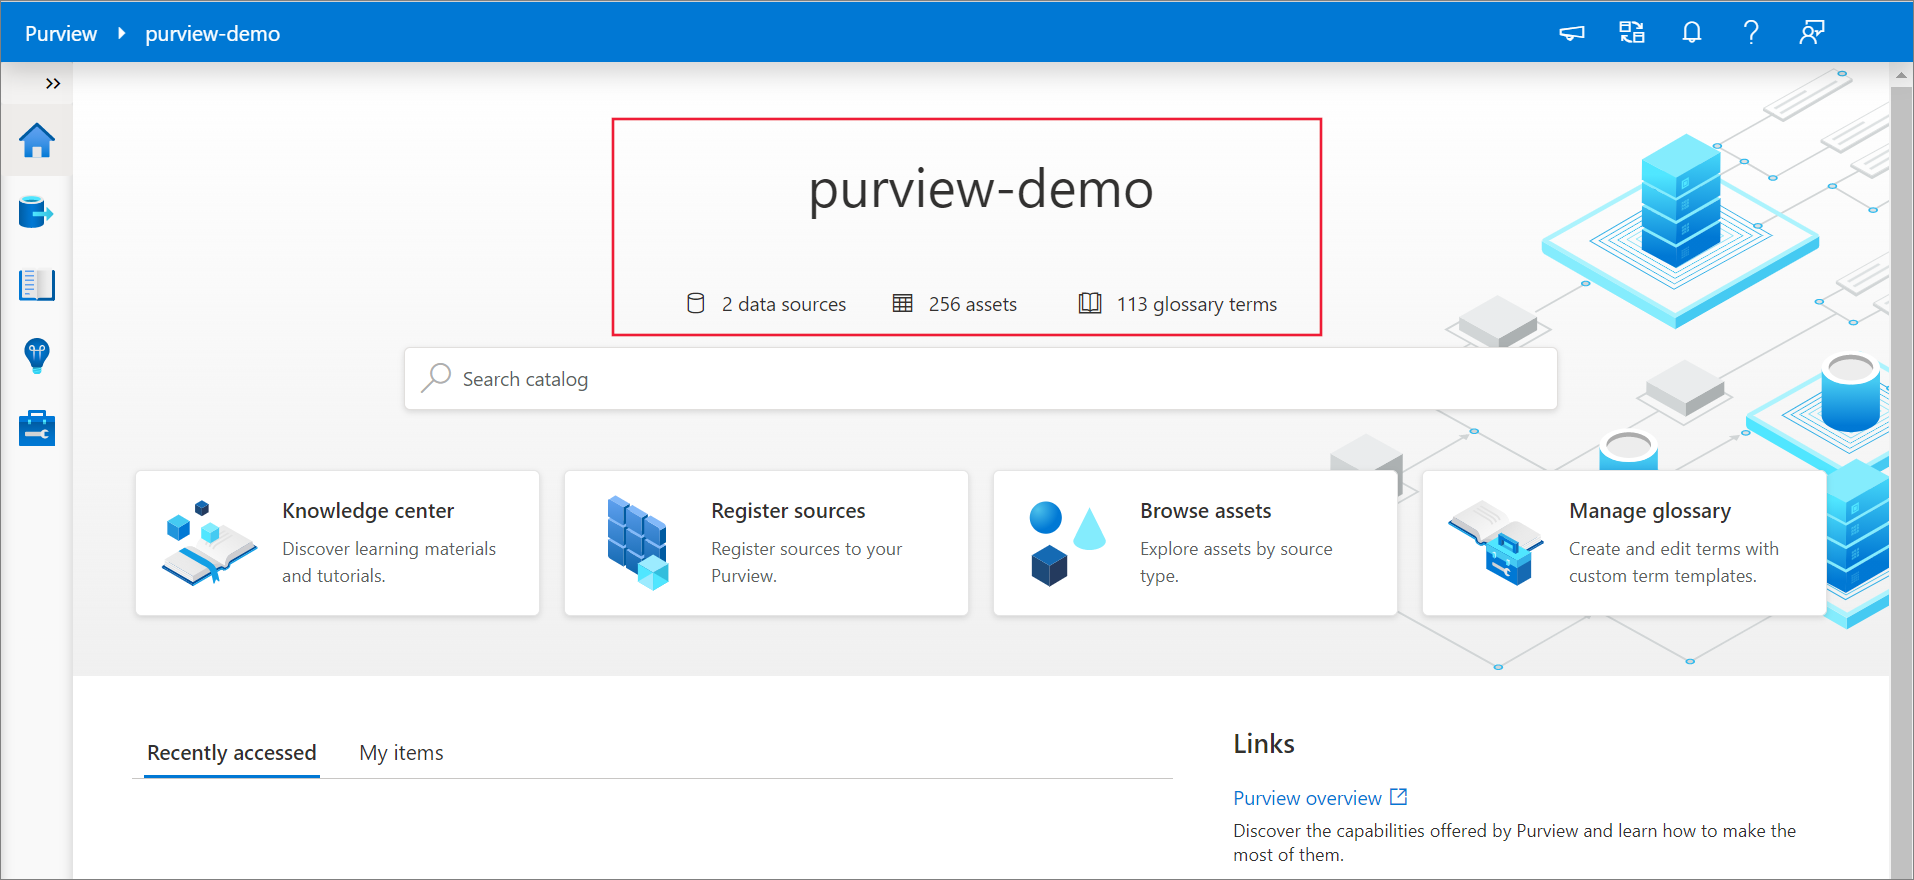 Purview purview-demo
purview-demo
2 data sources 256 assets 113 glossary terms
Search catalog
Knowledge center
Discover learning materials
and tutorials.
Register sources
Register sources to your
Purview.
Browse assets
Explore assets by source
type.
Manage glossary
Create and edit terms with
custom term templates.
Recently accessed My items
Links
Purview overview
Discover the capabilities offered by Purview and learn how to make the
most of them.